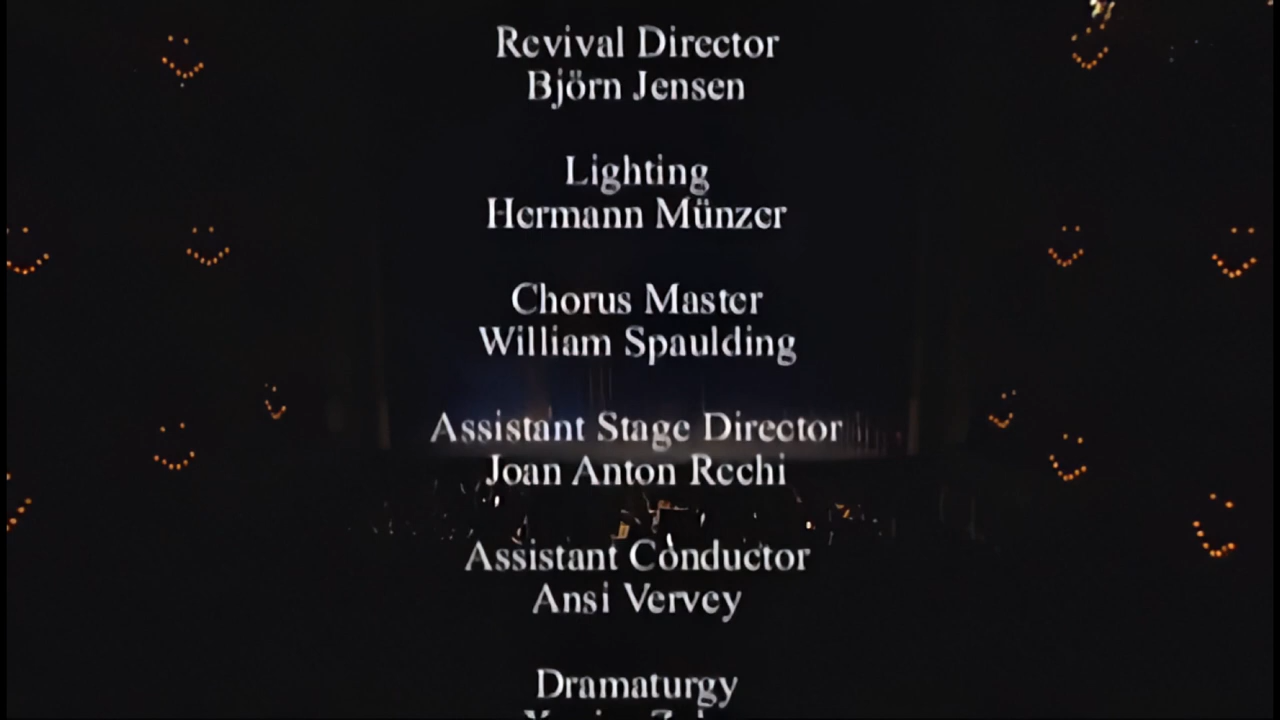 Revival Director
Björn Jensen
Lighting
Hermann Münzer
Chorus Master
William Spaulding
Assistant Stage Director
Joan Anton Rechi
Assistant Conductor
Ansi Vervey
Dramaturgy